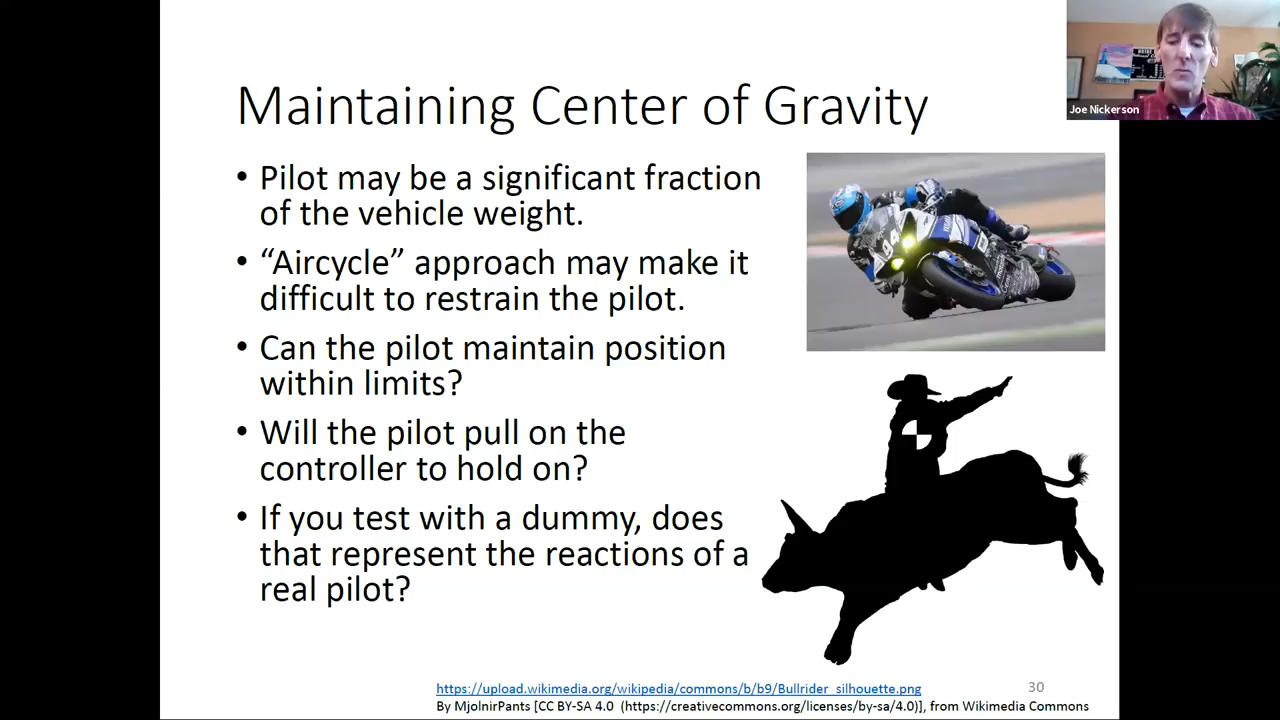 Joe Nickerson
Maintaining Center of Gravity
• Pilot may be a significant fraction
of the vehicle weight.
• “Aircycle” approach may make it
difficult to restrain the pilot.
• Can the pilot maintain position
within limits?
• Will the pilot pull on the
controller to hold on?
• If you test with a dummy, does
that represent the reactions of a
real pilot?
94
https://upload.wikimedia.org/wikipedia/commons/b/b9/Bullrider_silhouette.png
30
By MjolnirPants [CC BY-SA 4.0 (https://creativecommons.org/licenses/by-sa/4.0)], from Wikimedia Commons